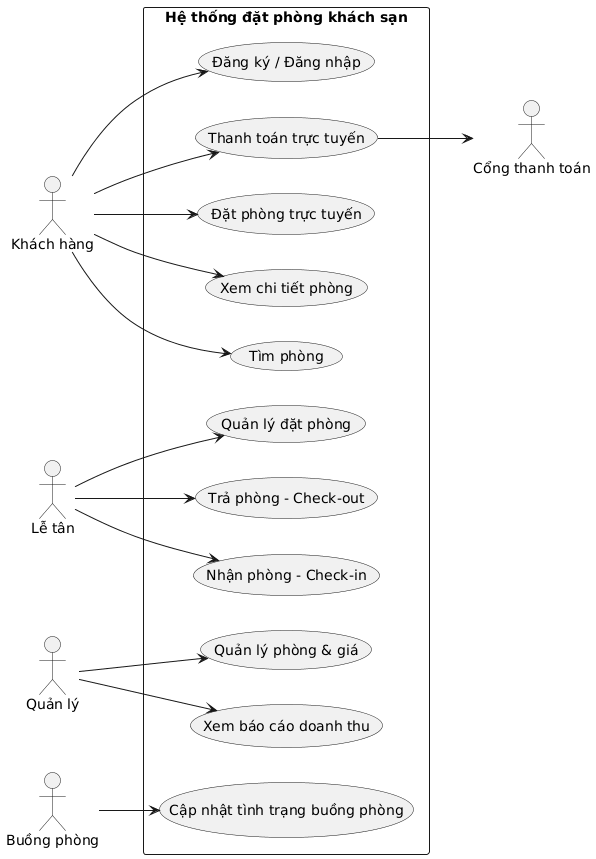 Hệ thống đặt phòng khách sạn
Đăng ký / Đăng nhập
Thanh toán trực tuyến
Cổng thanh toán
Đặt phòng trực tuyến
Khách hàng
Xem chi tiết phòng
Tìm phòng
Quản lý đặt phòng
Trả phòng - Check-out
Lễ tân
Nhận phòng - Check-in
Quản lý phòng & giá
Quản lý
Xem báo cáo doanh thu
Cập nhật tình trạng buồng phòng
Buồng phòng